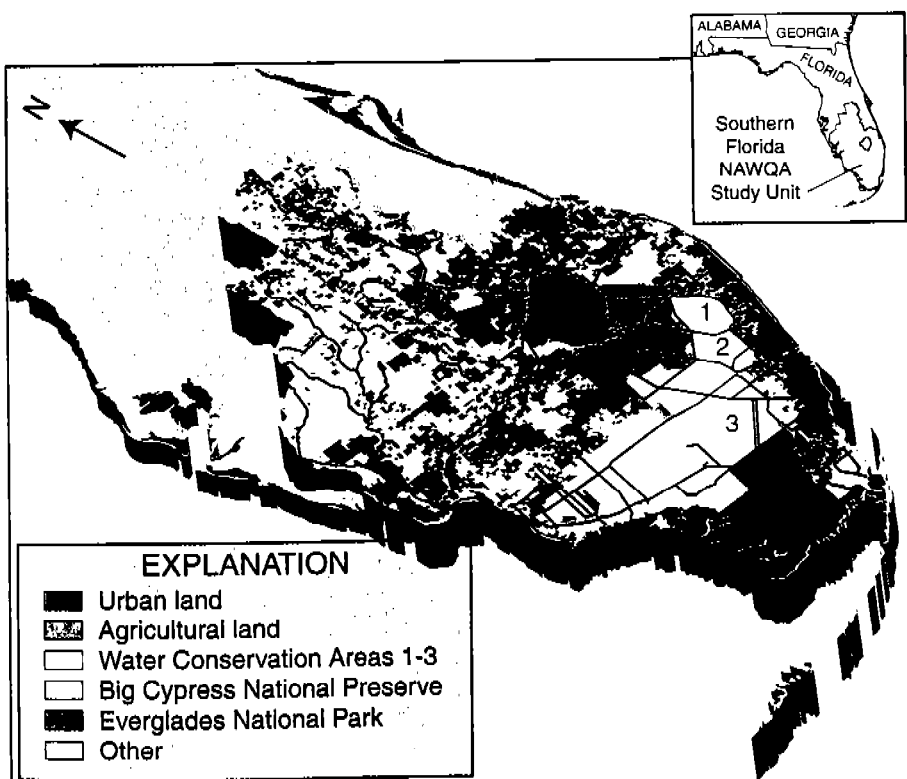 ALABAMA
GEORGIA
FLORIDA
Southern
Florida
NAWQA
Study Unit
N
1
2
3
EXPLANATION
Urban land
Agricultural land
Water Conservation Areas 1-3
Big Cypress National Preserve
Everglades National Park
Other